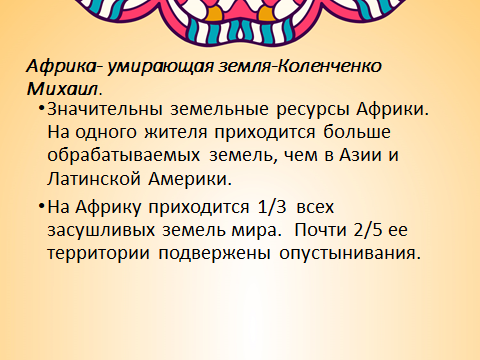 Африка- умирающая земля-Коленченко
Михаил.
•Значительны земельные ресурсы Африки.
На одного жителя приходится больше
обрабатываемых земель, чем в Азии и
Латинской Америки.
•На Африку приходится 1/3 всех
засушливых земель мира. Почти 2/5 ее
территории подвержены опустынивания.